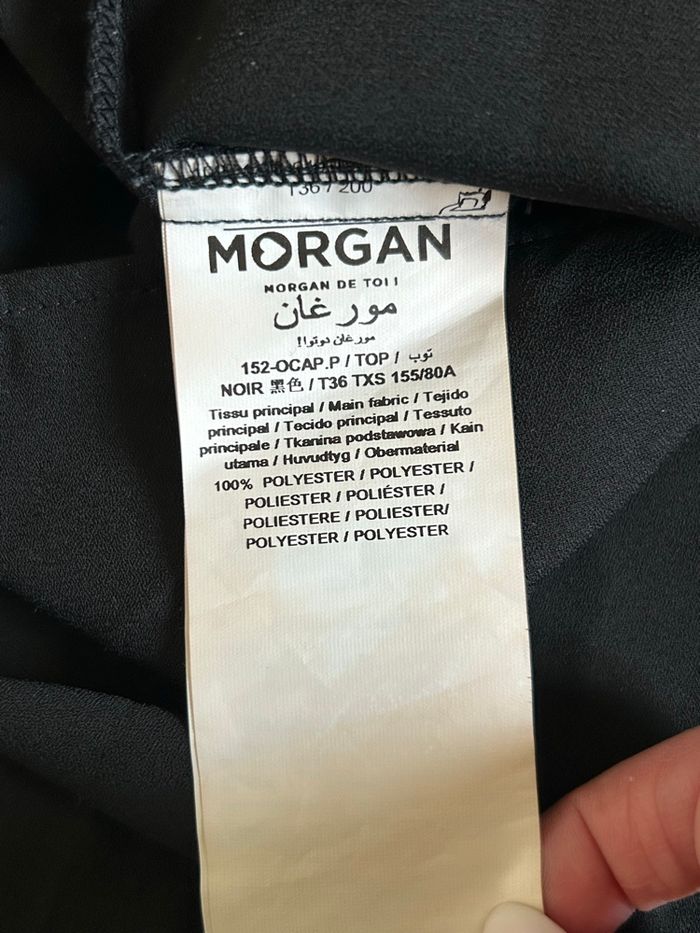 T36 / 200
MORGAN
MORGAN DE TOI !
مورغان
مورغان دوتوا!
152-OCAP.P / TOP / توب
NOIR 黑色 / T36 TXS 155/80A
Tissu principal / Main fabric / Tejido
principal / Tecido principal / Tessuto
principale / Tkanina podstawowa / Kain
utama / Huvudtyg / Obermaterial
100% POLYESTER / POLYESTER /
POLIESTER / POLIÉSTER /
POLIESTERE / POLIESTER/
POLYESTER / POLYESTER